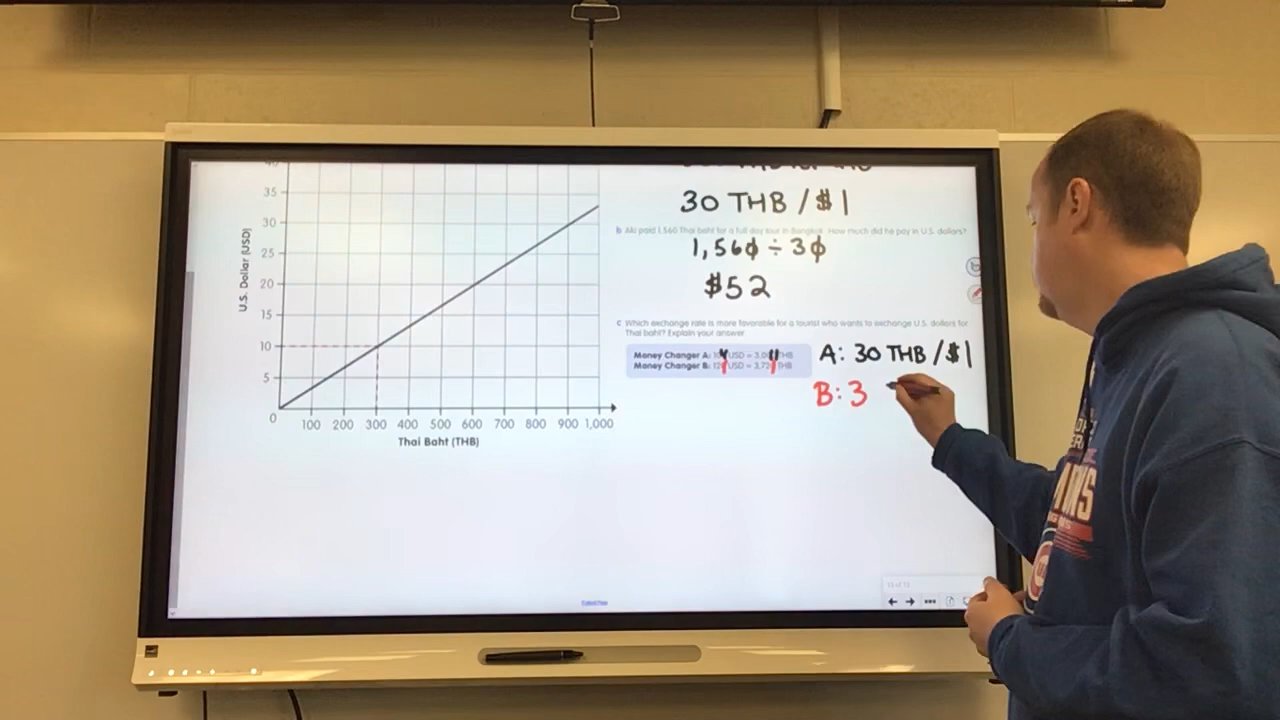 30 THB / $1
b Aki paid 1,560 Thai baht for a full day tour in Bangkok. How much did he pay in U.S. dollars?
1,560 ÷ 30
$52
c Which exchange rate is more favorable for a tourist who wants to exchange U.S. dollars for
Thai baht? Explain your answer
Money Changer A: USD = THB
A: 30 THB / $1
Money Changer B: USD = THB
B: 3
U.S. Dollar (USD)
40
35
30
25
20
15
10
5
0
100 200 300 400 500 600 700 800 900 1,000
Thai Baht (THB)